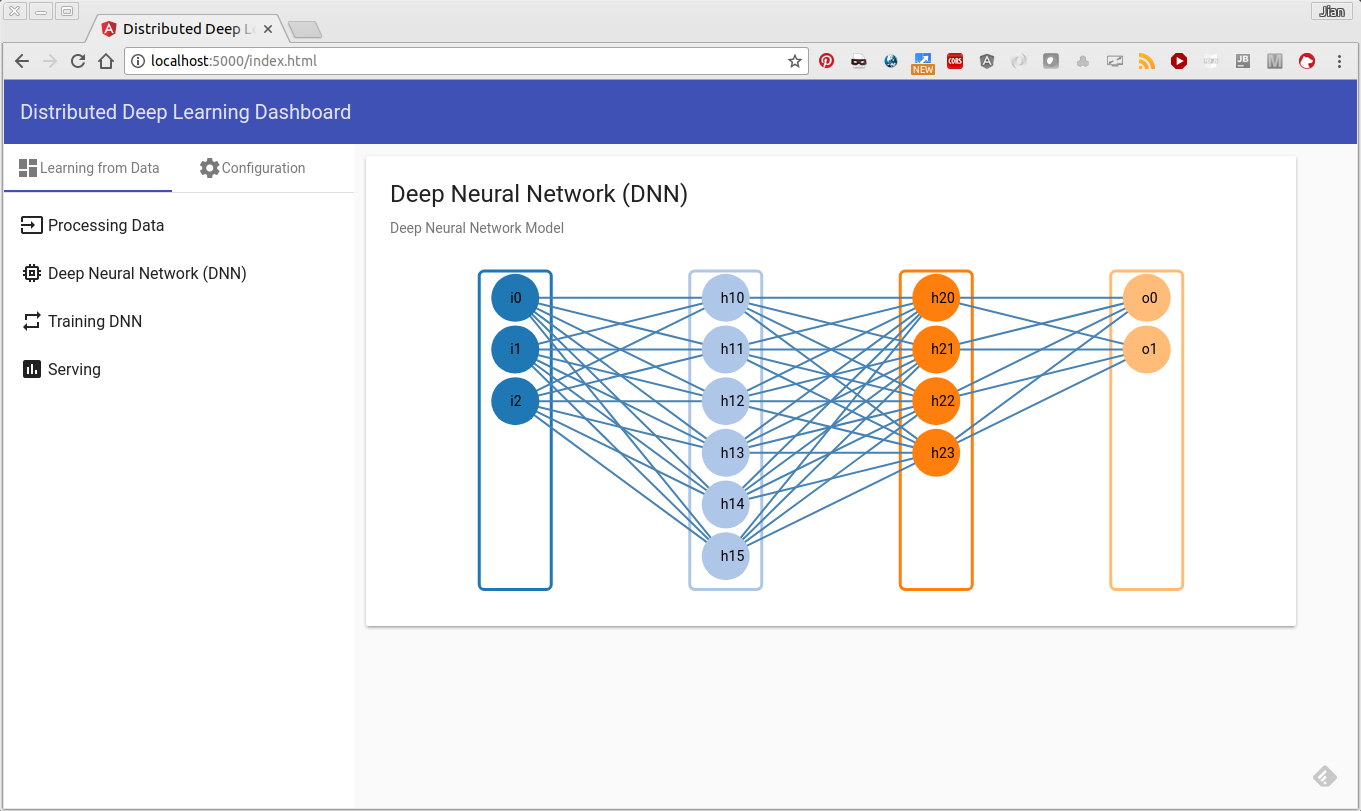 Jian
Distributed Deep L
localhost:5000/index.html
NEW
CORS
JB
M
Distributed Deep Learning Dashboard
Learning from Data
Configuration
Deep Neural Network (DNN)
Deep Neural Network Model
Processing Data
Deep Neural Network (DNN)
Training DNN
Serving
i0 h10 h20 o0
i1 h11 h21 o1
i2 h12 h22
h13 h23
h14
h15